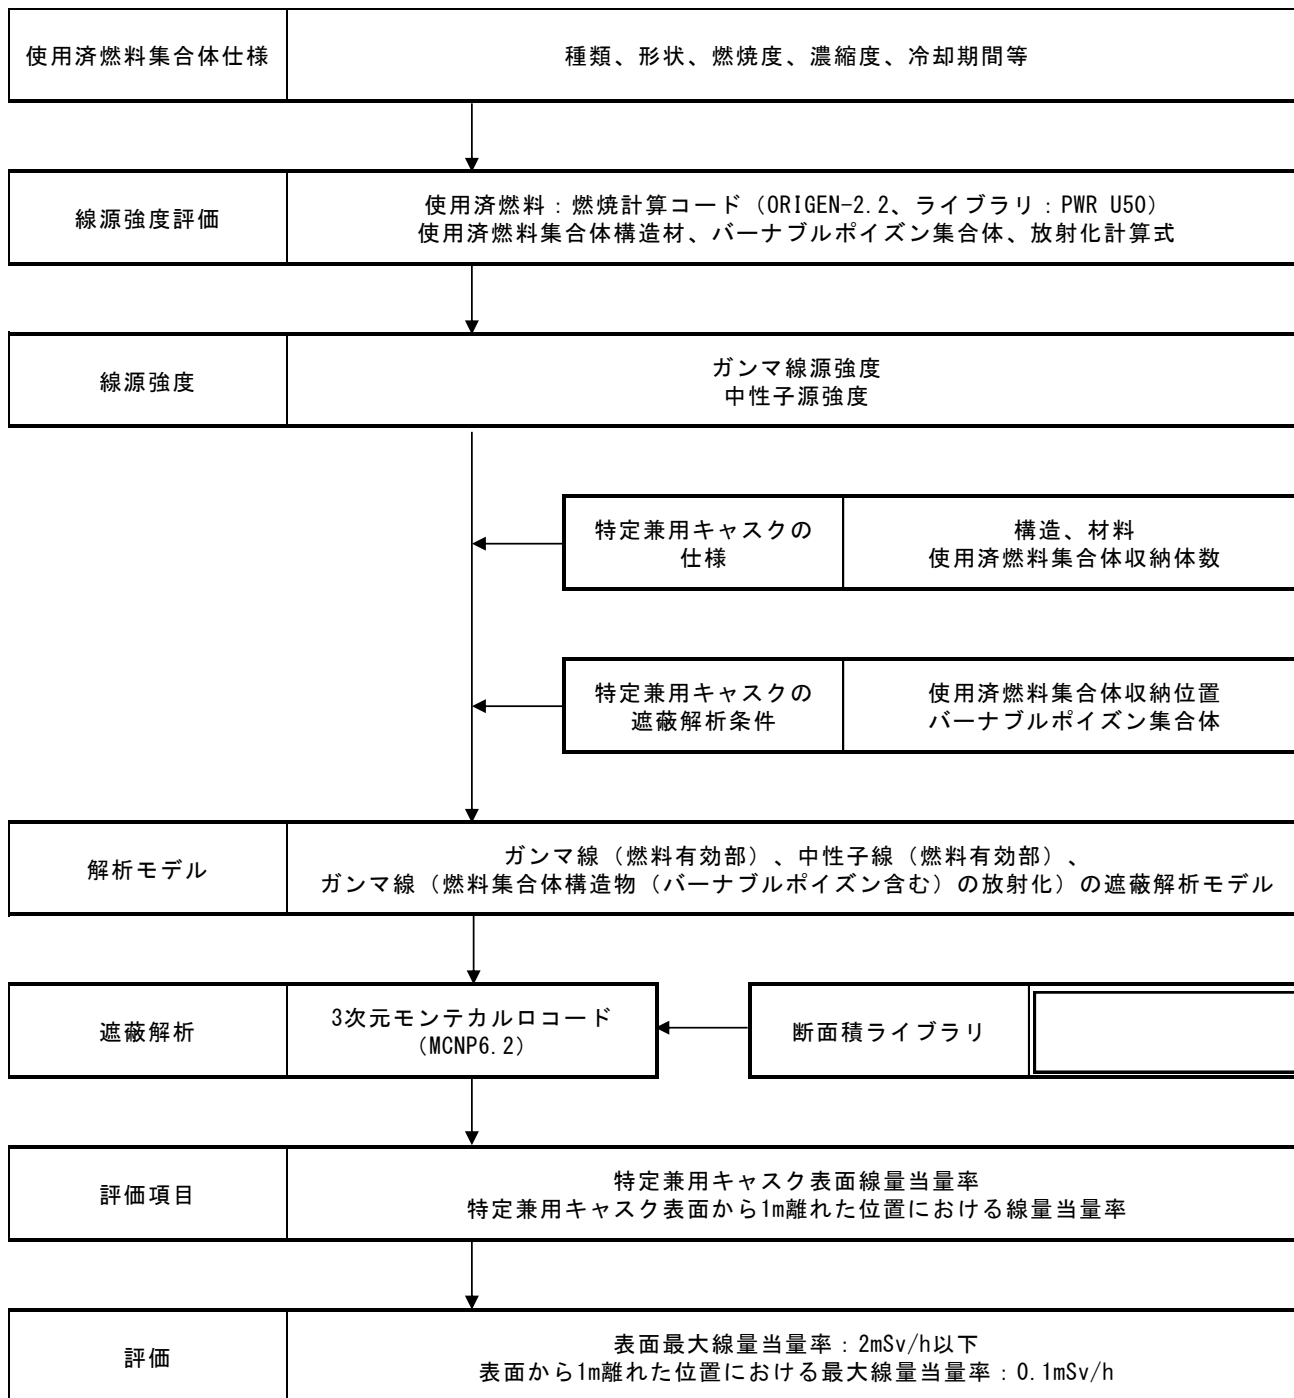 使用済燃料集合体仕様
種類、形状、燃焼度、濃縮度、冷却期間等
線源強度評価
使用済燃料：燃焼計算コード（ORIGEN-2.2、ライブラリ：PWR U50）
使用済燃料集合体構造材、バーナブルポイズン集合体、放射化計算式
線源強度
ガンマ線源強度
中性子源強度
特定兼用キャスクの
仕様
構造、材料
使用済燃料集合体収納体数
特定兼用キャスクの
遮蔽解析条件
使用済燃料集合体収納位置
バーナブルポイズン集合体
解析モデル
ガンマ線（燃料有効部）、中性子線（燃料有効部）、
ガンマ線（燃料集合体構造物（バーナブルポイズン含む）の放射化）の遮蔽解析モデル
遮蔽解析
3次元モンテカルロコード
（MCNP6.2）
断面積ライブラリ
評価項目
特定兼用キャスク表面線量当量率
特定兼用キャスク表面から1m離れた位置における線量当量率
評価
表面最大線量当量率：2mSv/h以下
表面から1m離れた位置における最大線量当量率：0.1mSv/h